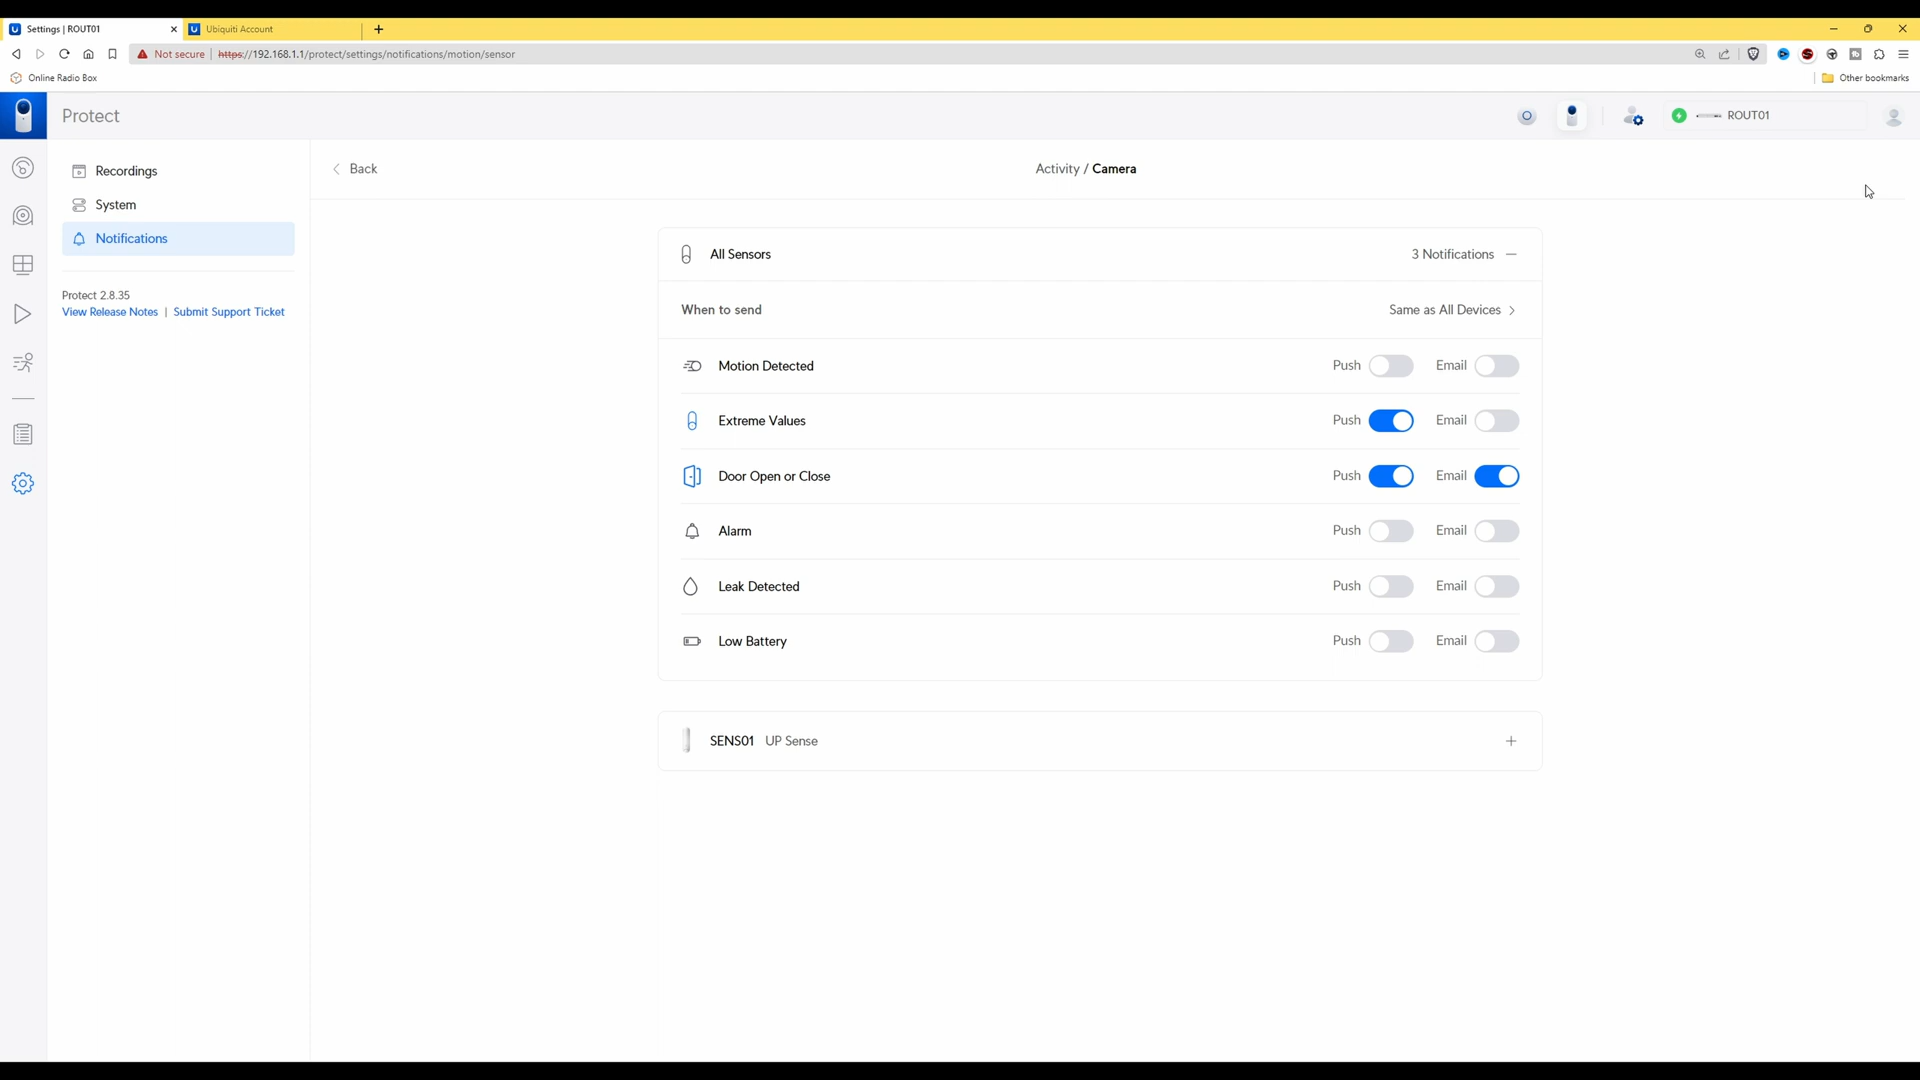 Settings | ROUT01
Ubiquiti Account
Not secure
https://192.168.1.1/protect/settings/notifications/motion/sensor
Online Radio Box
Other bookmarks
Protect
ROUT01
Recordings
System
Notifications
Protect 2.8.35
View Release Notes | Submit Support Ticket
Back
Activity / Camera
All Sensors
3 Notifications
When to send
Same as All Devices
Motion Detected
Push
Email
Extreme Values
Push
Email
Door Open or Close
Push
Email
Alarm
Push
Email
Leak Detected
Push
Email
Low Battery
Push
Email
SENS01 UP Sense